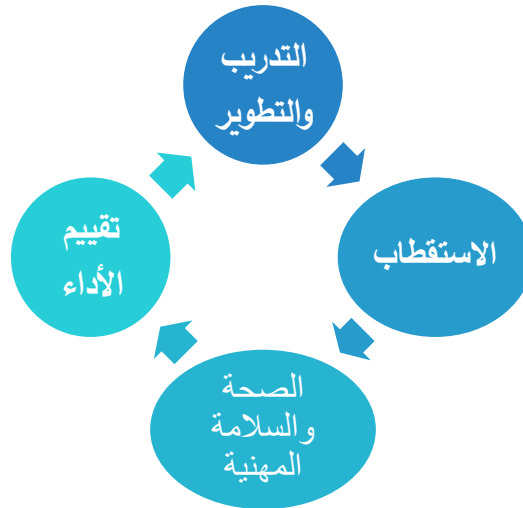 التدريب
والتطوير
الاستقطاب
الصحة
والسلامة
المهنية
تقييم
الأداء